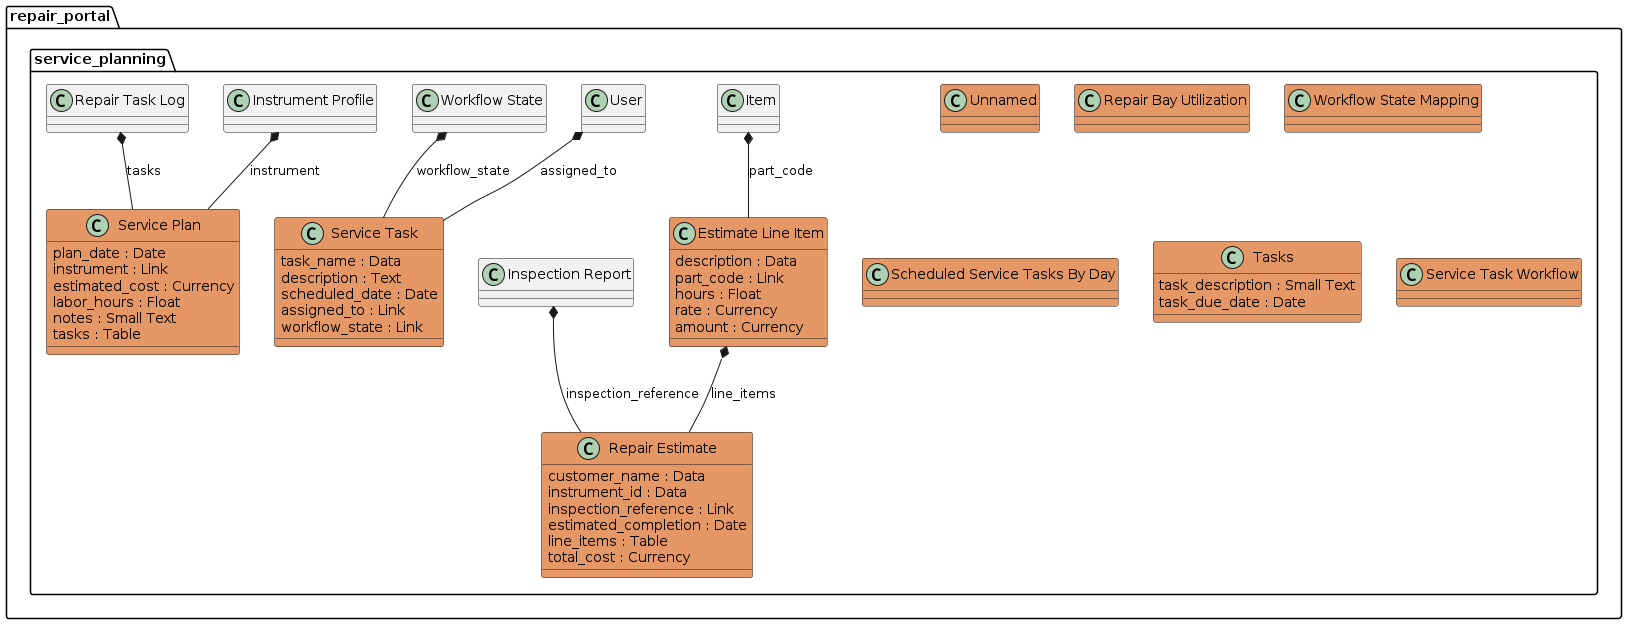 repair_portal
service_planning
C Repair Task Log
C Instrument Profile
C Workflow State
C User
C Item
C Unnamed
C Repair Bay Utilization
C Workflow State Mapping
tasks
instrument
workflow_state
assigned_to
part_code
C Service Plan
plan_date : Date
instrument : Link
estimated_cost : Currency
labor_hours : Float
notes : Small Text
tasks : Table
C Service Task
task_name : Data
description : Text
scheduled_date : Date
assigned_to : Link
workflow_state : Link
C Inspection Report
C Estimate Line Item
description : Data
part_code : Link
hours : Float
rate : Currency
amount : Currency
C Scheduled Service Tasks By Day
C Tasks
task_description : Small Text
task_due_date : Date
C Service Task Workflow
inspection_reference
line_items
C Repair Estimate
customer_name : Data
instrument_id : Data
inspection_reference : Link
estimated_completion : Date
line_items : Table
total_cost : Currency